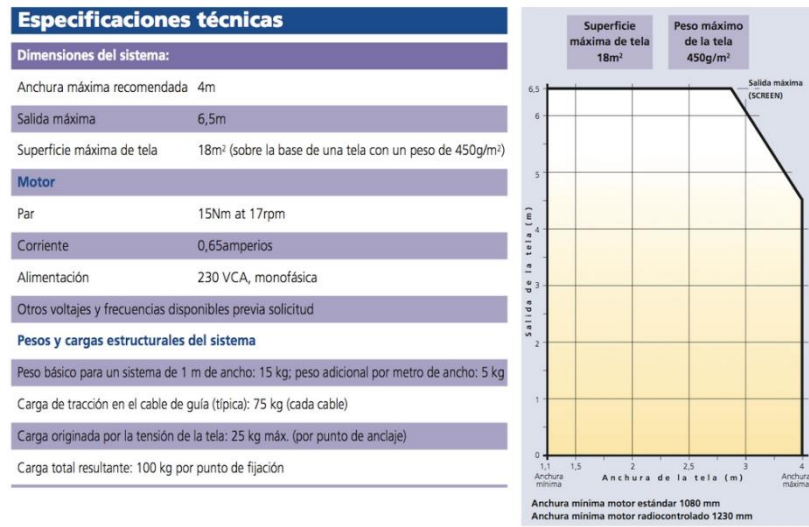 Especificaciones técnicas
Dimensiones del sistema:
Anchura máxima recomendada 4m
Salida máxima 6,5m
Superficie máxima de tela 18m² (sobre la base de una tela con un peso de 450g/m²)
Motor
Par 15Nm at 17rpm
Corriente 0,65amperios
Alimentación 230 VCA, monofásica
Otros voltajes y frecuencias disponibles previa solicitud
Pesos y cargas estructurales del sistema
Peso básico para un sistema de 1 m de ancho: 15 kg; peso adicional por metro de ancho: 5 kg
Carga de tracción en el cable de guía (típica): 75 kg (cada cable)
Carga originada por la tensión de la tela: 25 kg máx. (por punto de anclaje)
Carga total resultante: 100 kg por punto de fijación
Superficie
máxima de tela
18m²
Peso máximo
de la tela
450g/m²
Salida máxima
(SCREEN)
6,5
6
5
4
3
2
1
0
Salida de la tela (m)
1,1 1,5 2 2,5 3 4
Anchura
mínima
Anchura de la tela (m)
Anchura
máxima
Anchura mínima motor estándar 1080 mm
Anchura mínima motor radiocontrolado 1230 mm